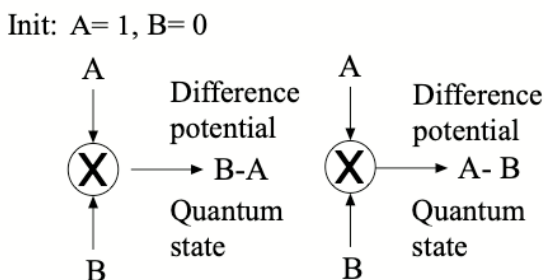 Init: A= 1, B= 0
A
Difference
potential
X
B-A
Quantum
state
B
A
Difference
potential
X
A- B
Quantum
state
B